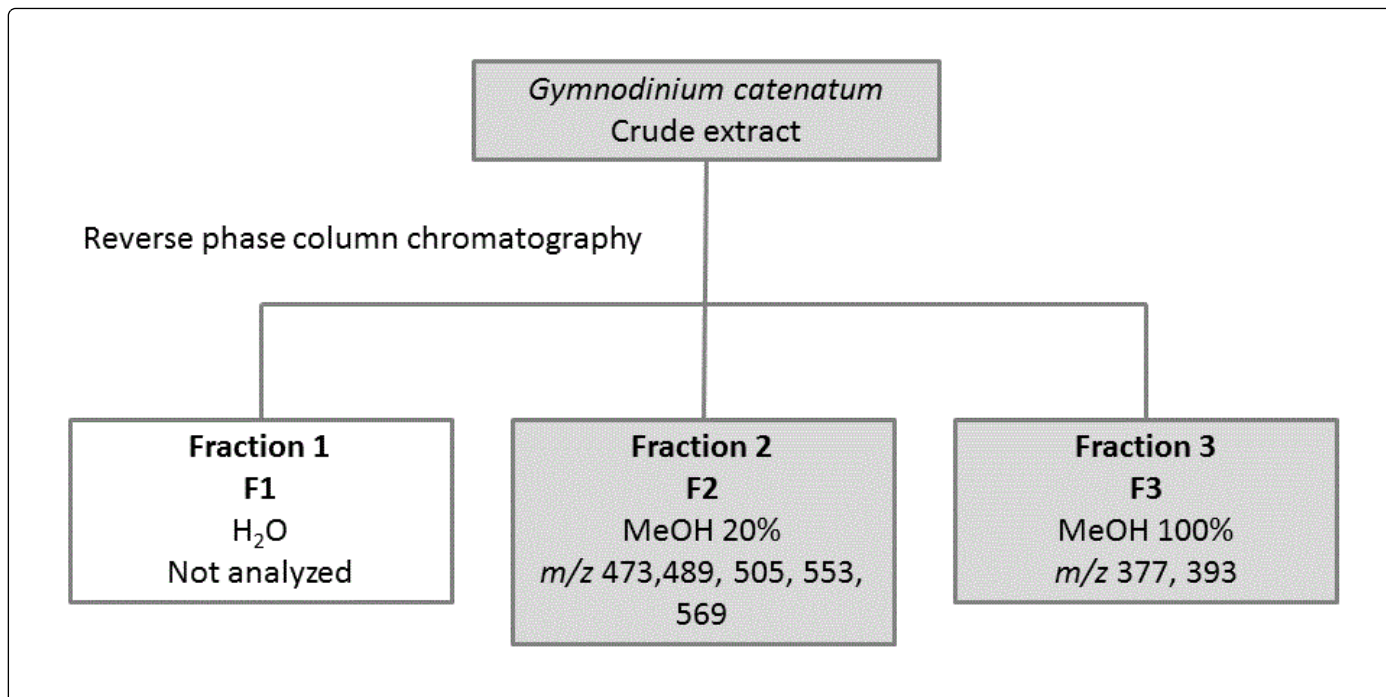 Gymnodinium catenatum
Crude extract
Reverse phase column chromatography
Fraction 1
F1
H₂O
Not analyzed
Fraction 2
F2
MeOH 20%
m/z 473,489, 505, 553,
569
Fraction 3
F3
MeOH 100%
m/z 377, 393